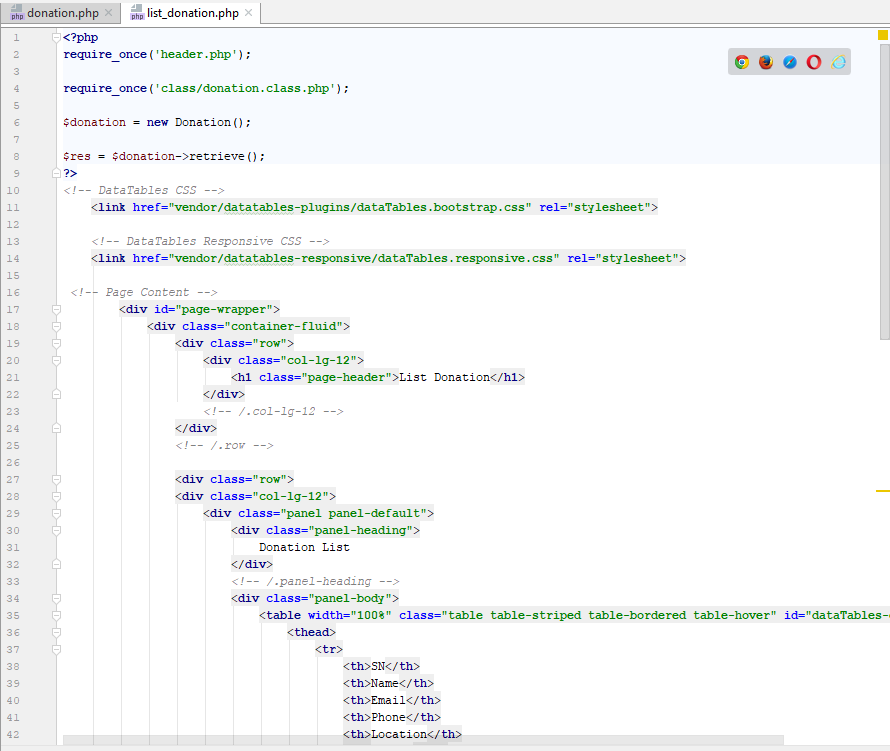 donation.php
list_donation.php
1 <?php
2 require_once('header.php');
3
4 require_once('class/donation.class.php');
5
6 $donation = new Donation();
7
8 $res = $donation->retrieve();
9 ?>
10 <!-- DataTables CSS -->
11 <link href="vendor/datatables-plugins/dataTables.bootstrap.css" rel="stylesheet">
12
13 <!-- DataTables Responsive CSS -->
14 <link href="vendor/datatables-responsive/dataTables.responsive.css" rel="stylesheet">
15
16 <!-- Page Content -->
17 <div id="page-wrapper">
18 <div class="container-fluid">
19 <div class="row">
20 <div class="col-lg-12">
21 <h1 class="page-header">List Donation</h1>
22 </div>
23 <!-- /.col-lg-12 -->
24 </div>
25 <!-- /.row -->
26
27 <div class="row">
28 <div class="col-lg-12">
29 <div class="panel panel-default">
30 <div class="panel-heading">
31 Donation List
32 </div>
33 <!-- /.panel-heading -->
34 <div class="panel-body">
35 <table width="100%" class="table table-striped table-bordered table-hover" id="dataTables-
36 <thead>
37 <tr>
38 <th>SN</th>
39 <th>Name</th>
40 <th>Email</th>
41 <th>Phone</th>
42 <th>Location</th>